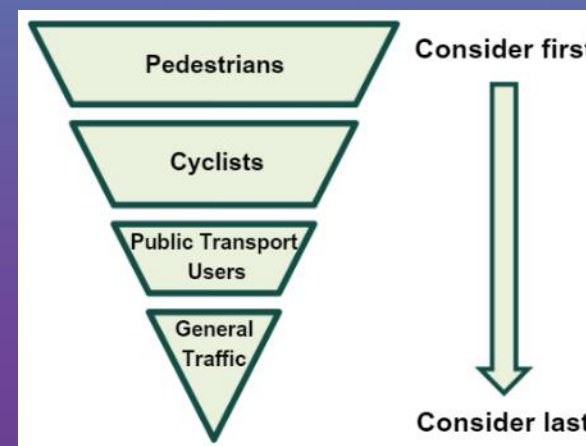 Pedestrians
Consider first
Cyclists
Public Transport
Users
General
Traffic
Consider last